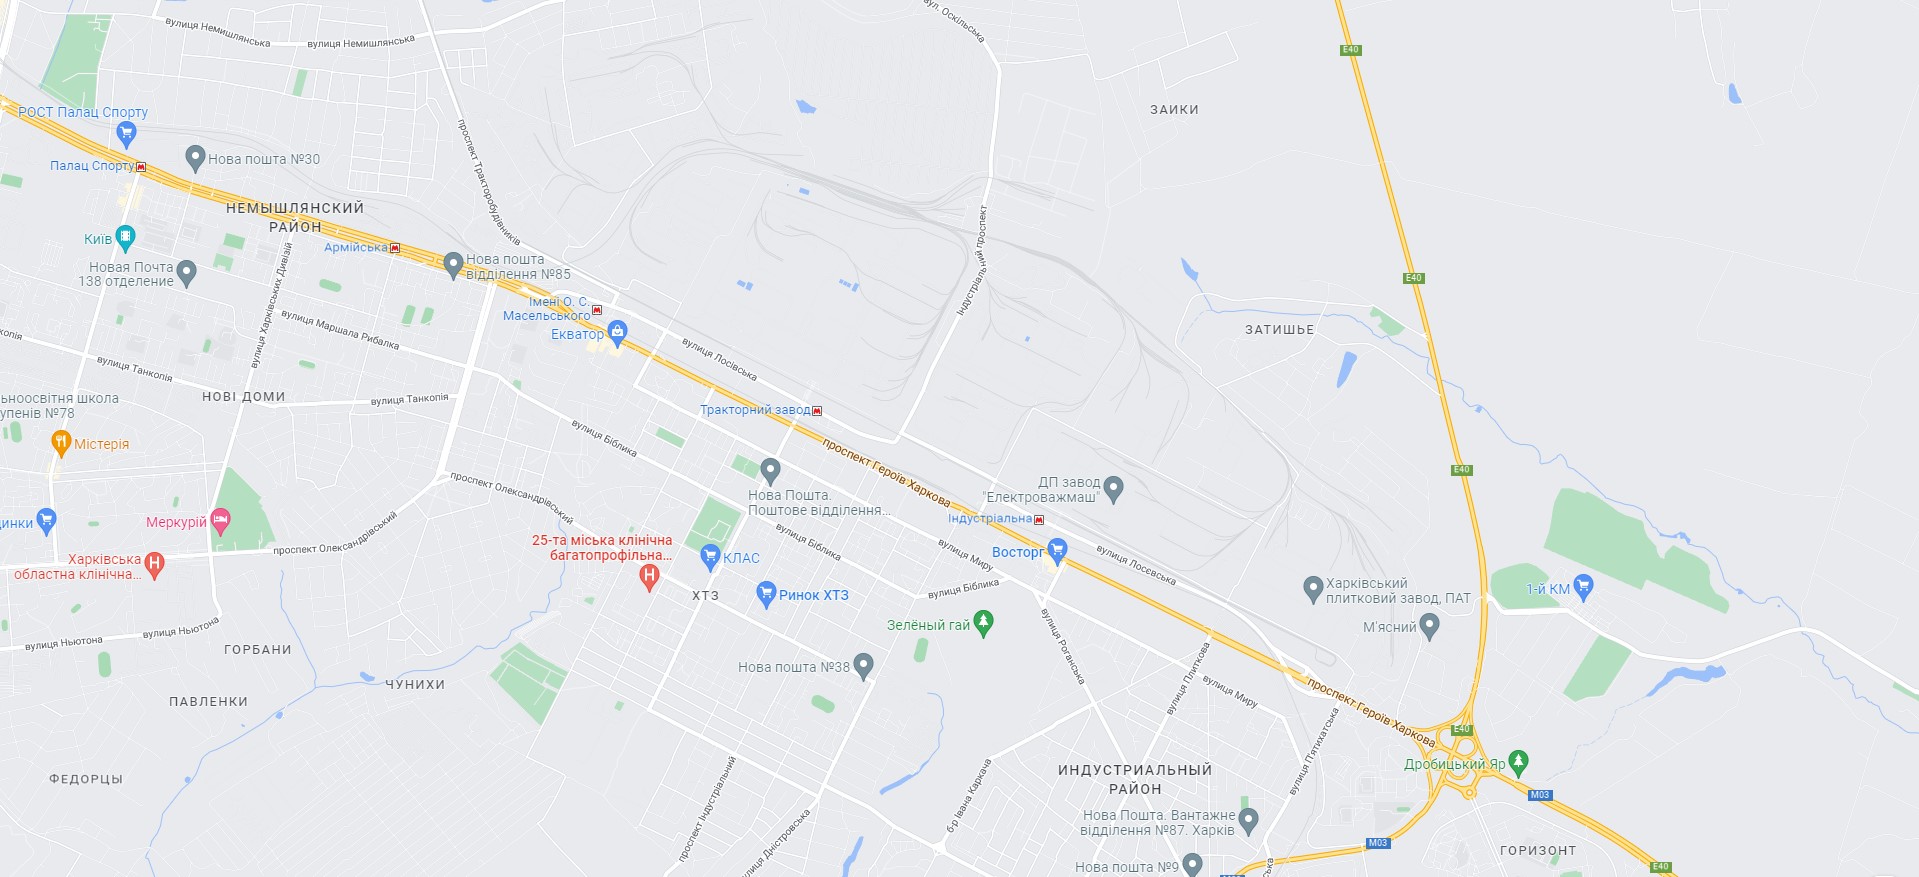 вул. Оскільська
вулиця Немишлянська
вулиця Немишлянська
E40
РОСТ Палац Спорту
ЗАИКИ
проспект Тракторобудівників
Палац Спорту
Нова пошта №30
НЕМЫШЛЯНСКИЙ
РАЙОН
Київ
Армійська
Індустріальний проспект
Новая Почта
138 отделение
Нова пошта
відділення №85
E40
вулиця Харківських Дивізій
Імені О. С.
Масельського
Екватор
вулиця Маршала Рибалка
ЗАТИШЬЕ
вулиця Лосівська
вулиця Танкопія
НОВІ ДОМИ
вулиця Танкопія
Тракторний завод
Містерія
вулиця Біблика
проспект Героїв Харкова
E40
проспект Олександрівський
Нова Пошта.
Поштове відділення...
ДП завод
"Електроважмаш"
Індустріальна
Меркурій
проспект Олександрівський
25-та міська клінічна
багатопрофільна...
КЛАС
вулиця Біблика
вулиця Миру
Восторг
вулиця Лосєвська
Харківська
обласна клінічна...
ХТЗ
Ринок ХТЗ
вулиця Біблика
Харківський
плитковий завод, ПАТ
1-й КМ
Зелёный гай
М'ясний
вулиця Ньютона
вулиця Ньютона
ГОРБАНИ
вулиця Роганська
Нова пошта №38
ЧУНИХИ
ПАВЛЕНКИ
вулиця Плиткова
вулиця Миру
проспект Героїв Харкова
E40
вулиця П'ятихатська
ФЕДОРЦЫ
ИНДУСТРИАЛЬНЫЙ
РАЙОН
Дробицький Яр
M03
проспект Індустріальний
вулиця Дністровська
б-р Івана Каркача
Нова Пошта. Вантажне
відділення №87. Харків
M03
ГОРИЗОНТ
Нова пошта №9
E40